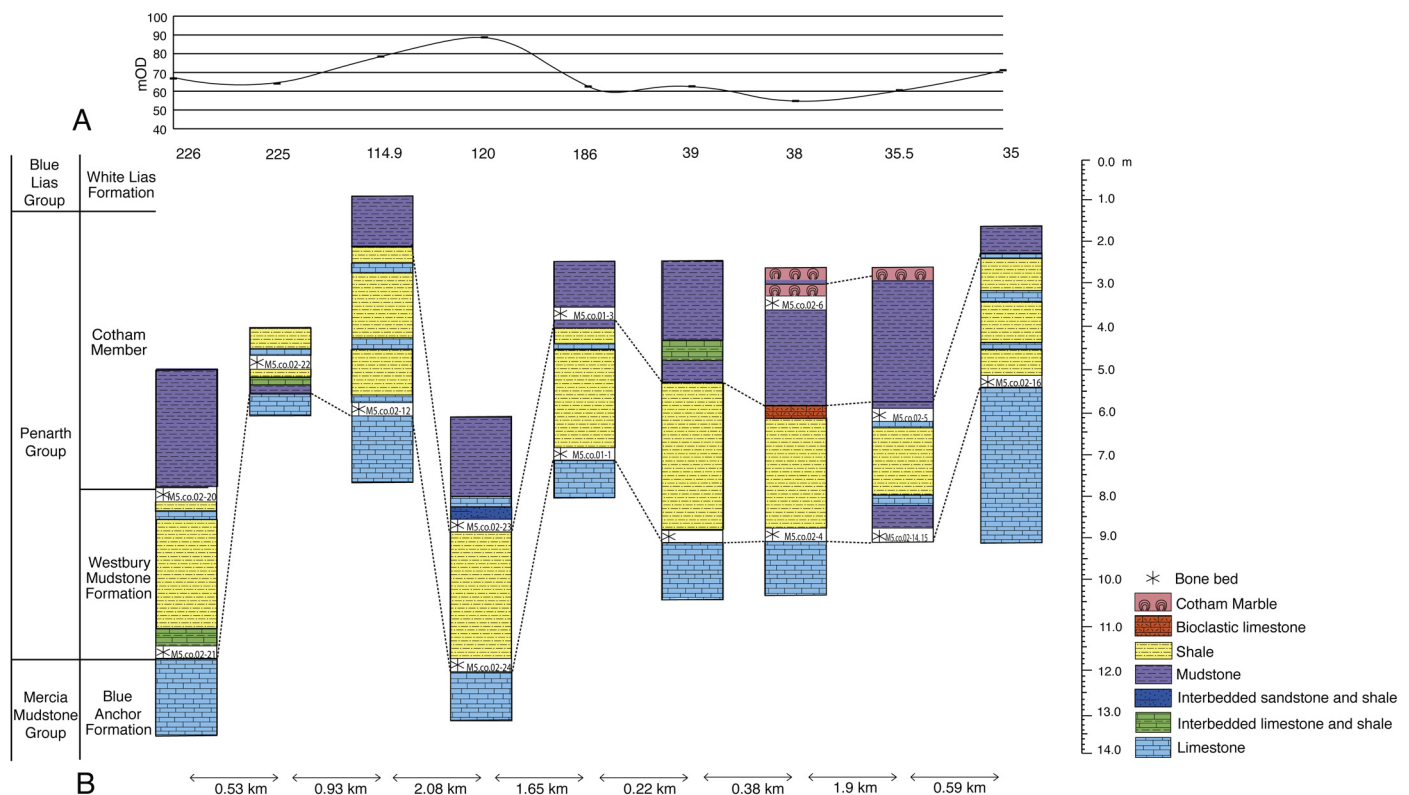 100
90
80
70
60
50
40
mOD
A
226
225
114.9
120
186
39
38
35.5
35
Blue
Lias
Group
White Lias
Formation
Penarth
Group
Cotham
Member
Westbury
Mudstone
Formation
Mercia
Mudstone
Group
Blue
Anchor
Formation
M5.co.02-20
M5.co.02-21
M5.co.02-22
M5.co.02-12
M5.co.02-23
M5.co.02-24
M5.co.01-3
M5.co.01-1
M5.co.02-6
M5.co.02-4
M5.co.02-5
M5.co.02-14,15
M5.co.02-16
0.0 m
1.0
2.0
3.0
4.0
5.0
6.0
7.0
8.0
9.0
10.0
11.0
12.0
13.0
14.0
Bone bed
Cotham Marble
Bioclastic limestone
Shale
Mudstone
Interbedded sandstone and shale
Interbedded limestone and shale
Limestone
B
0.53 km
0.93 km
2.08 km
1.65 km
0.22 km
0.38 km
1.9 km
0.59 km